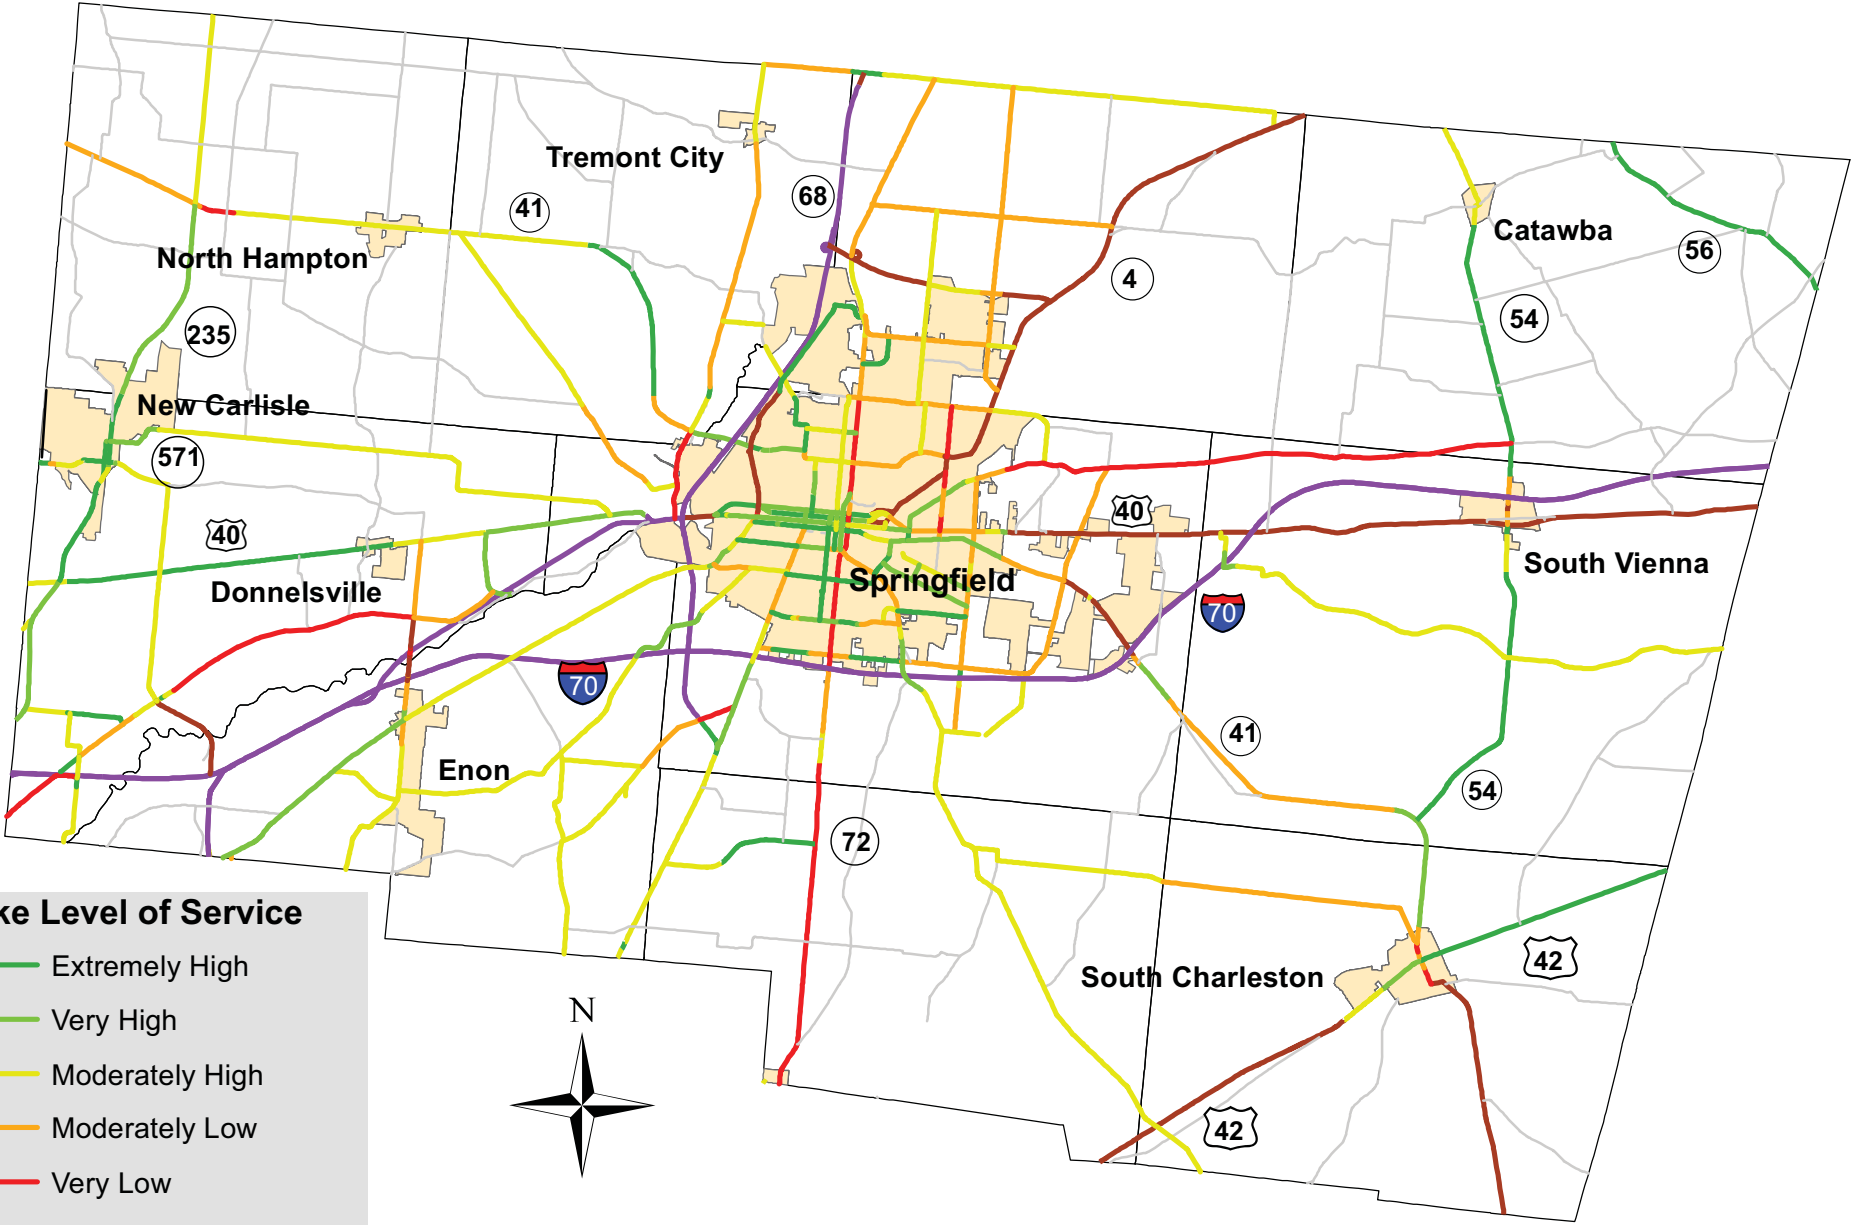 Tremont City
68
41
North Hampton
4
Catawba
56
54
235
New Carlisle
571
40
40
South Vienna
Springfield
Donnelsville
70
70
41
Enon
54
72
ke Level of Service
Extremely High
Very High
Moderately High
Moderately Low
Very Low
South Charleston
42
N
42